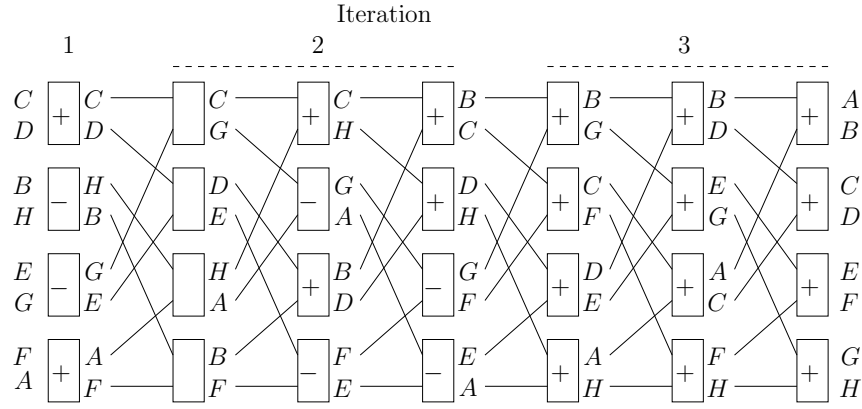 Iteration
1 2 3
C + C C + C + B + B + B + A
D D G H C G D B
B − H D − G + D + C + E + C
H B E A H F G D
E − G H + B − G + D + A + E
G E A D F E C F
F + A B − F − E + A + F + G
A F F E A H H H